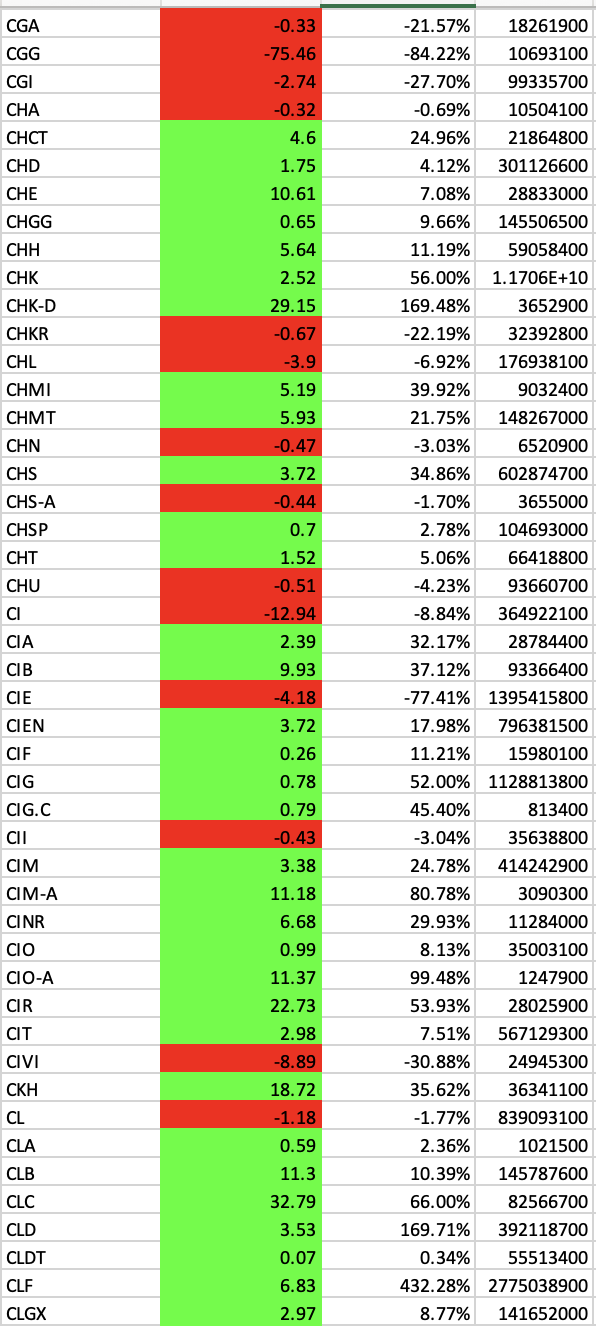 CGA -0.33 -21.57% 18261900
CGG -75.46 -84.22% 10693100
CGI -2.74 -27.70% 99335700
CHA -0.32 -0.69% 10504100
CHCT 4.6 24.96% 21864800
CHD 1.75 4.12% 301126600
CHE 10.61 7.08% 28833000
CHGG 0.65 9.66% 145506500
CHH 5.64 11.19% 59058400
CHK 2.52 56.00% 1.1706E+10
CHK-D 29.15 169.48% 3652900
CHKR -0.67 -22.19% 32392800
CHL -3.9 -6.92% 176938100
CHMI 5.19 39.92% 9032400
CHMT 5.93 21.75% 148267000
CHN -0.47 -3.03% 6520900
CHS 3.72 34.86% 602874700
CHS-A -0.44 -1.70% 3655000
CHSP 0.7 2.78% 104693000
CHT 1.52 5.06% 66418800
CHU -0.51 -4.23% 93660700
CI -12.94 -8.84% 364922100
CIA 2.39 32.17% 28784400
CIB 9.93 37.12% 93366400
CIE -4.18 -77.41% 1395415800
CIEN 3.72 17.98% 796381500
CIF 0.26 11.21% 15980100
CIG 0.78 52.00% 1128813800
CIG.C 0.79 45.40% 813400
CII -0.43 -3.04% 35638800
CIM 3.38 24.78% 414242900
CIM-A 11.18 80.78% 3090300
CINR 6.68 29.93% 11284000
CIO 0.99 8.13% 35003100
CIO-A 11.37 99.48% 1247900
CIR 22.73 53.93% 28025900
CIT 2.98 7.51% 567129300
CIVI -8.89 -30.88% 24945300
CKH 18.72 35.62% 36341100
CL -1.18 -1.77% 839093100
CLA 0.59 2.36% 1021500
CLB 11.3 10.39% 145787600
CLC 32.79 66.00% 82566700
CLD 3.53 169.71% 392118700
CLDT 0.07 0.34% 55513400
CLF 6.83 432.28% 2775038900
CLGX 2.97 8.77% 141652000